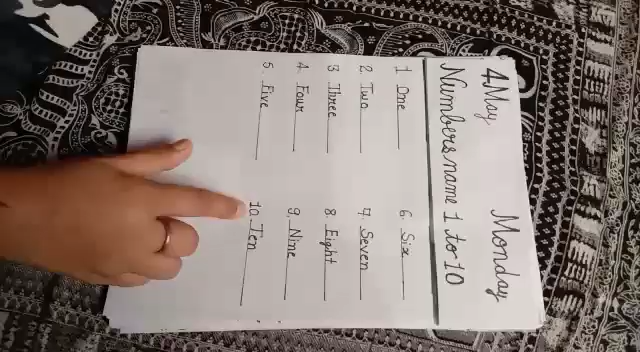 4 May Monday
Numbers name 1 to 10
1. One 6. Six
2. Two 7. Seven
3. Three 8. Eight
4. Four 9. Nine
5. Five 10. Ten